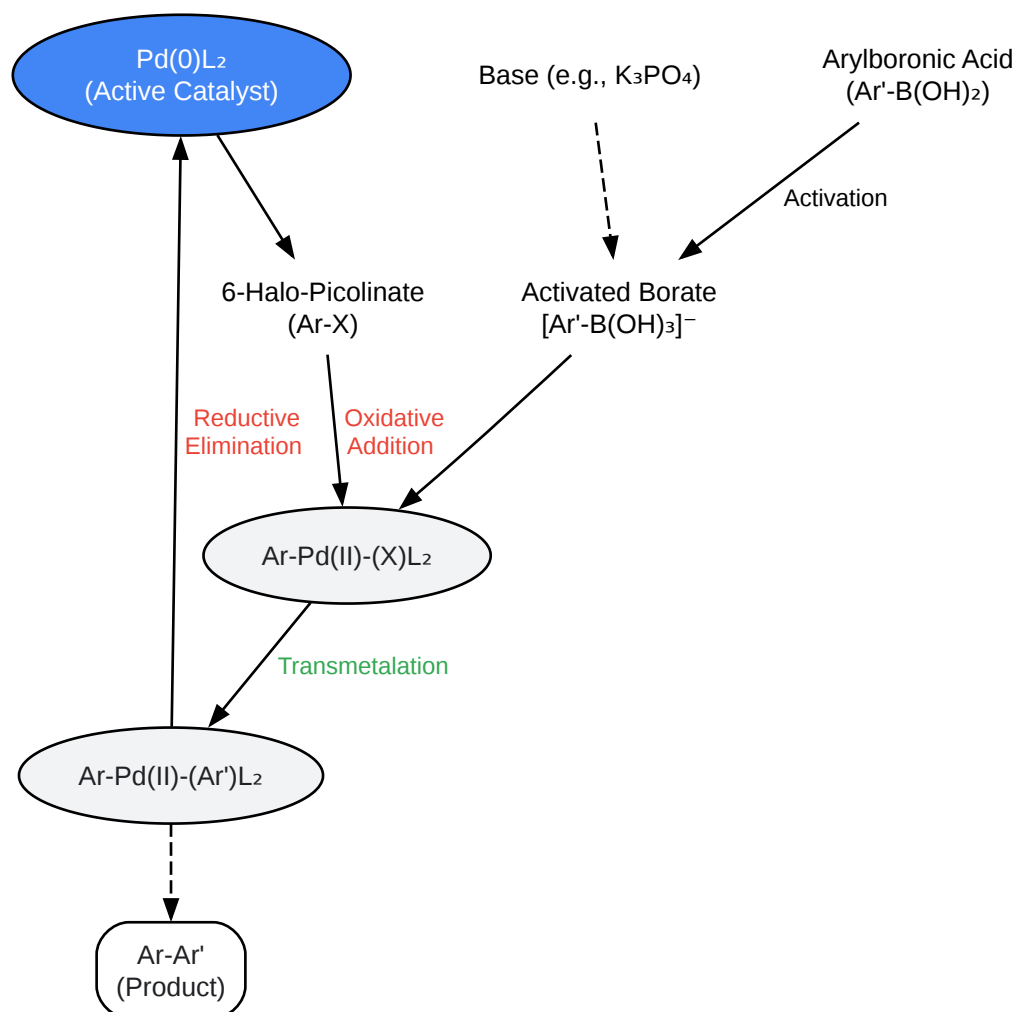 Pd(0)L₂
(Active Catalyst)
Base (e.g., K₃PO₄)
Arylboronic Acid
(Ar'-B(OH)₂)
Activation
6-Halo-Picolinate
(Ar-X)
Activated Borate
[Ar'-B(OH)₃]⁻
Reductive
Elimination
Oxidative
Addition
Ar-Pd(II)-(X)L₂
Transmetalation
Ar-Pd(II)-(Ar')L₂
Ar-Ar'
(Product)